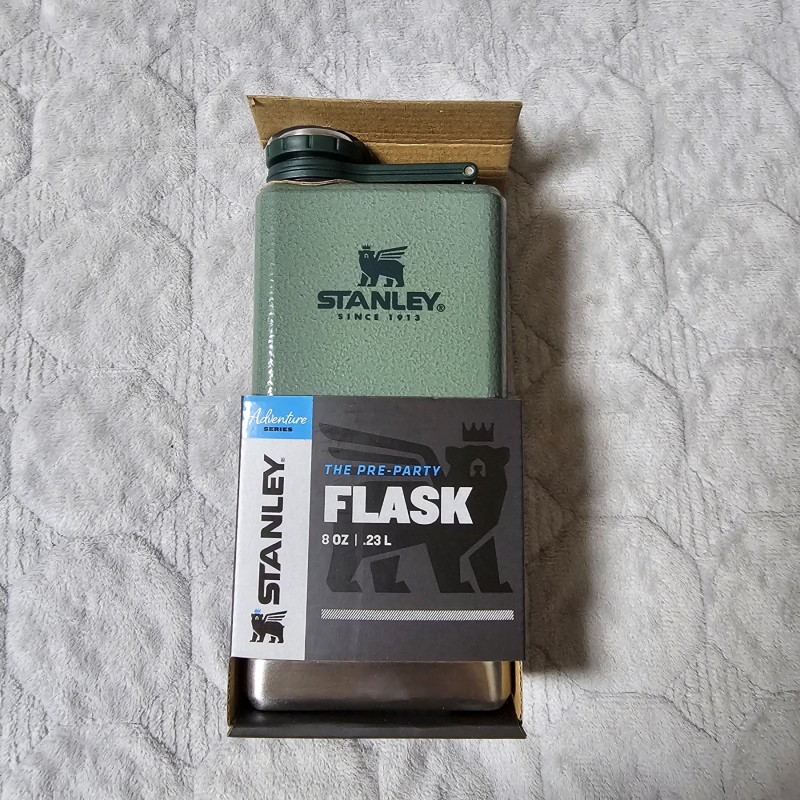 STANLEY®
SINCE 1913
Adventure
SERIES
STANLEY®
THE PRE-PARTY
FLASK
8 OZ | .23 L